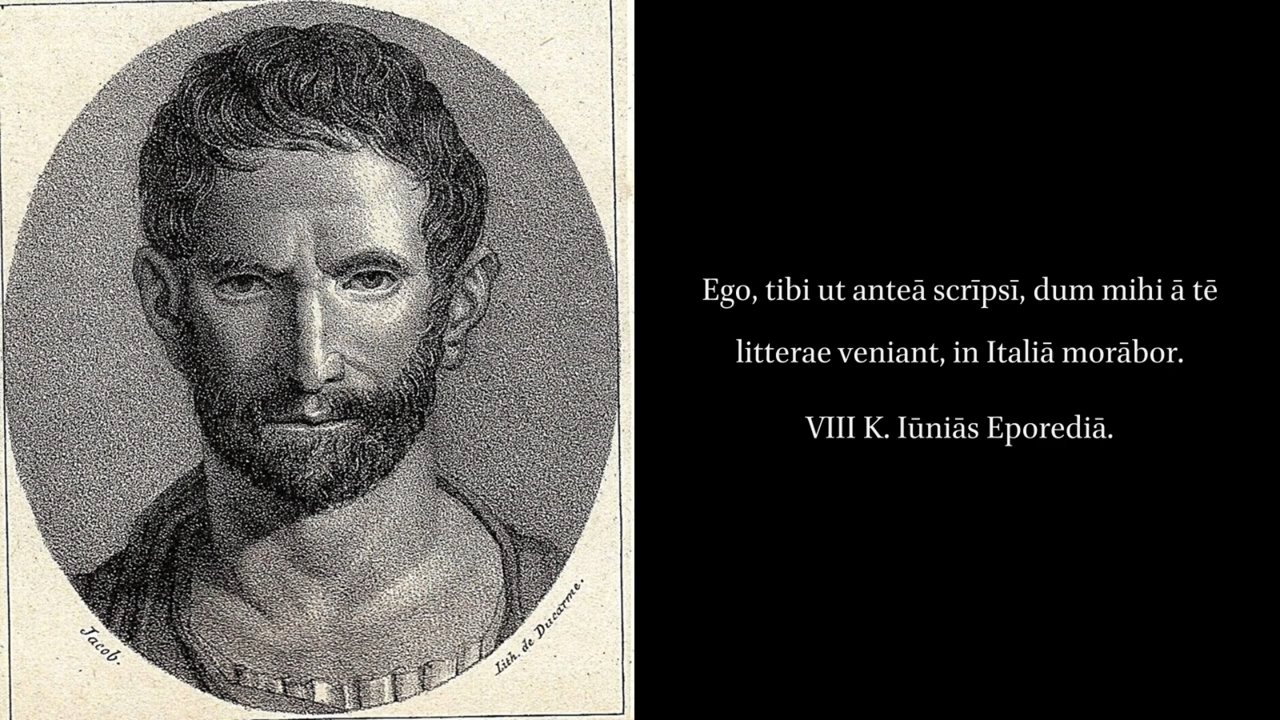 Ego, tibi ut anteā scrīpsī, dum mihi ā tē
litterae veniant, in Italiā morābor.
VIII K. Iūniās Eporediā.
Jacob.
Lith. de Ducarme.